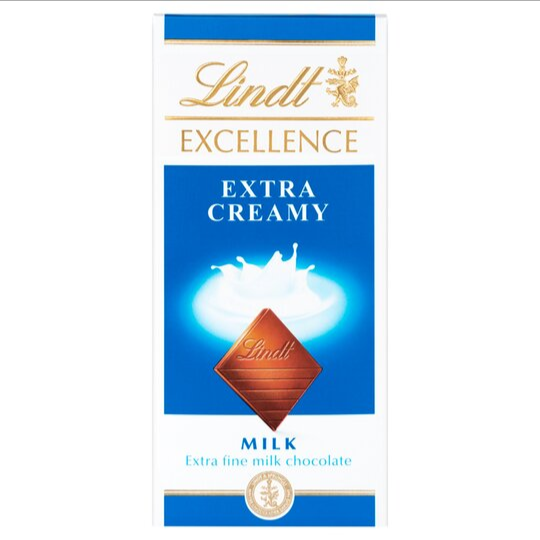 Lindt
EXCELLENCE
EXTRA
CREAMY
Lindt
MILK
Extra fine milk chocolate